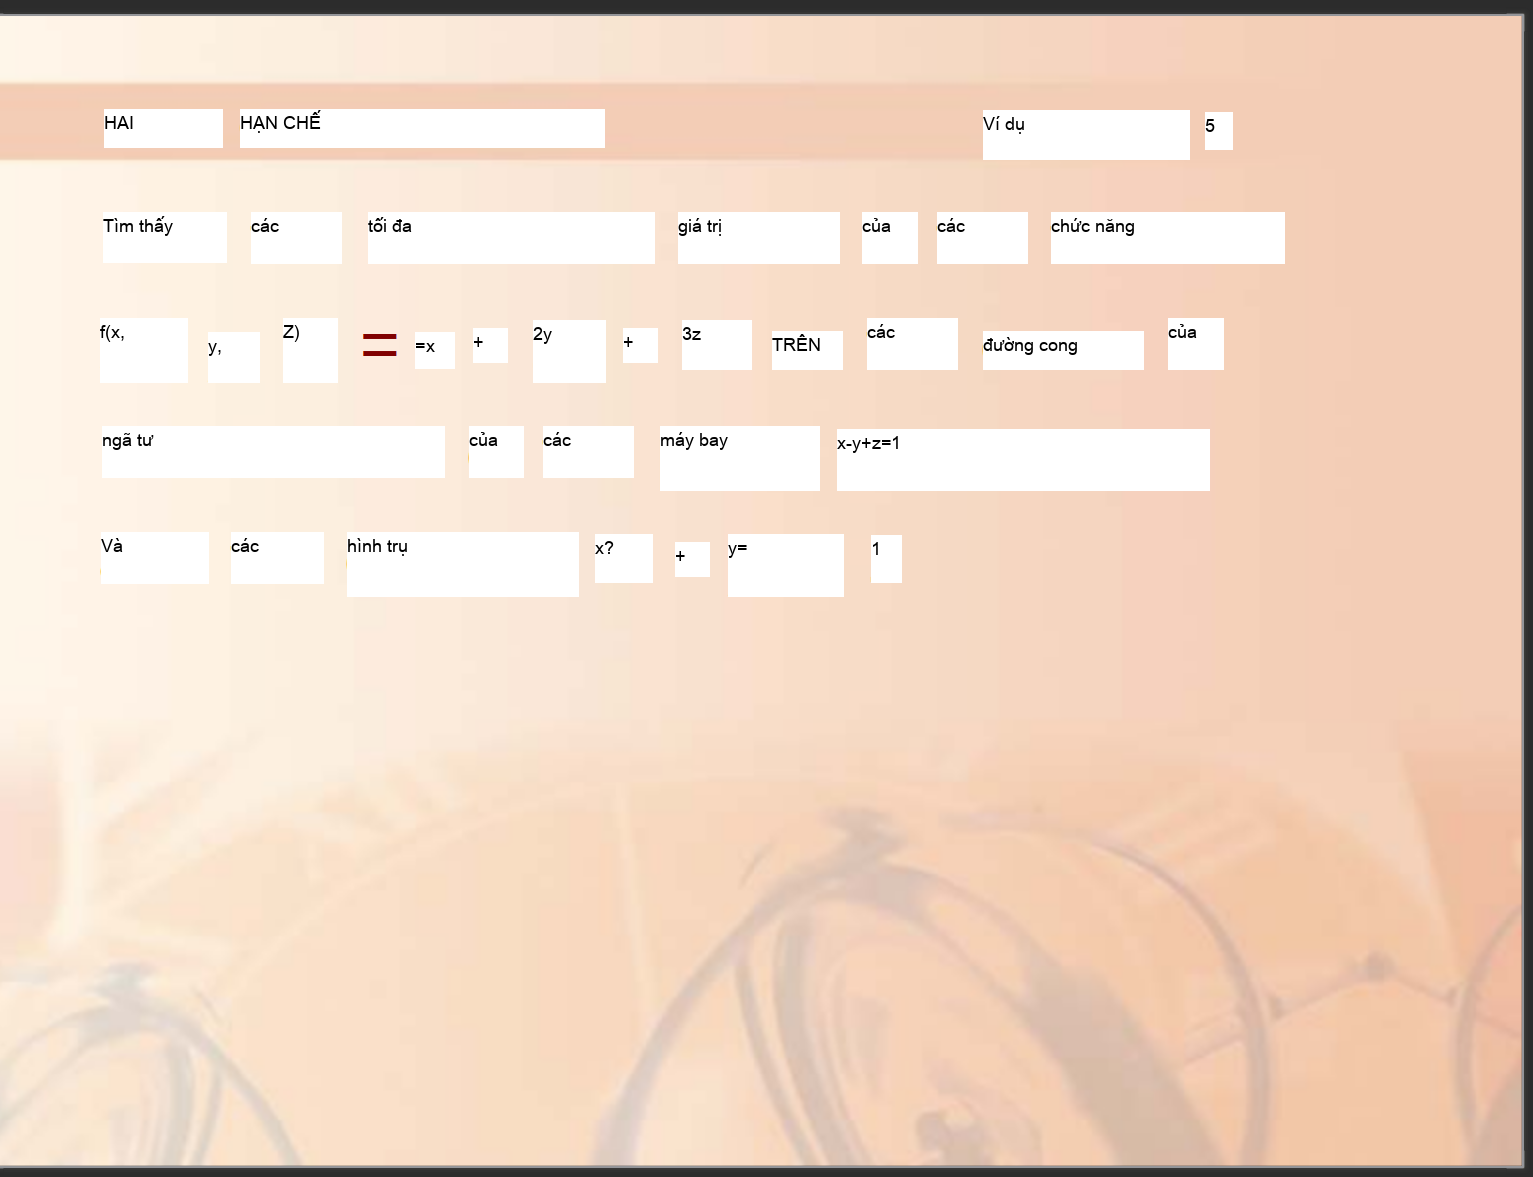 HAI HẠN CHẾ Ví dụ 5
Tìm thấy các tối đa giá trị của các chức năng
f(x, y, Z) = =x + 2y + 3z TRÊN các đường cong của
ngã tư của các máy bay x-y+z=1
Và các hình trụ x? + y= 1